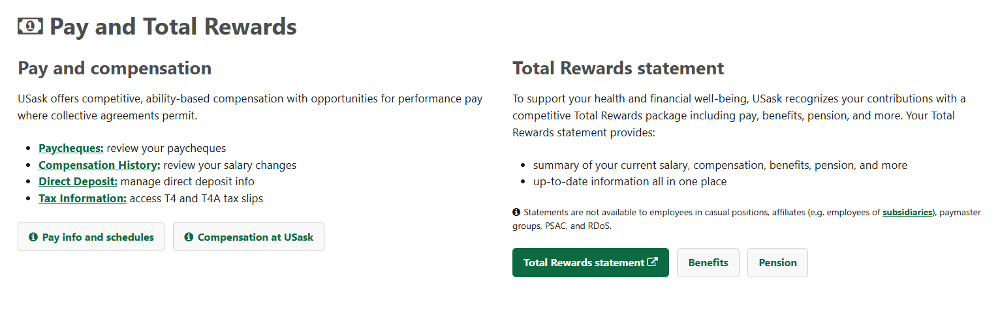 Pay and Total Rewards
Pay and compensation
USask offers competitive, ability-based compensation with opportunities for performance pay
where collective agreements permit.
Paycheques: review your paycheques
Compensation History: review your salary changes
Direct Deposit: manage direct deposit info
Tax Information: access T4 and T4A tax slips
Pay info and schedules
Compensation at USask
Total Rewards statement
To support your health and financial well-being, USask recognizes your contributions with a
competitive Total Rewards package including pay, benefits, pension, and more. Your Total
Rewards statement provides:
summary of your current salary, compensation, benefits, pension, and more
up-to-date information all in one place
Statements are not available to employees in casual positions, affiliates (e.g. employees of subsidiaries), paymaster
groups, PSAC, and RDoS.
Total Rewards statement
Benefits
Pension